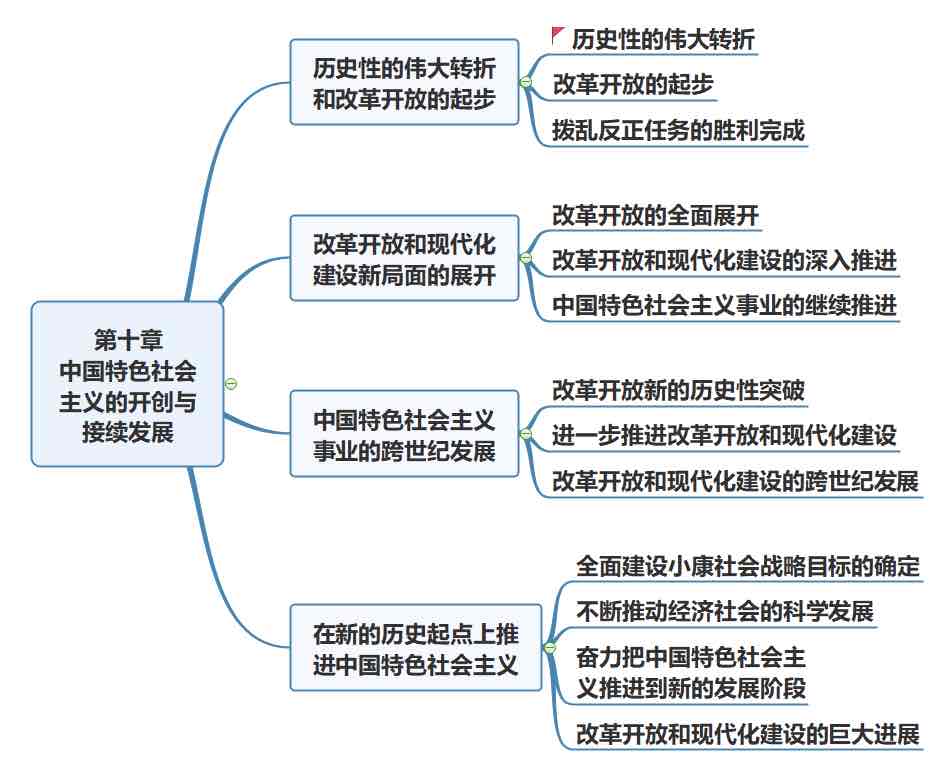 第十章
中国特色社会
主义的开创与
接续发展
历史性的伟大转折
和改革开放的起步
历史性的伟大转折
改革开放的起步
拨乱反正任务的胜利完成
改革开放和现代化
建设新局面的展开
改革开放的全面展开
改革开放和现代化建设的深入推进
中国特色社会主义事业的继续推进
中国特色社会主义
事业的跨世纪发展
改革开放新的历史性突破
进一步推进改革开放和现代化建设
改革开放和现代化建设的跨世纪发展
在新的历史起点上推
进中国特色社会主义
全面建设小康社会战略目标的确定
不断推动经济社会的科学发展
奋力把中国特色社会主
义推进到新的发展阶段
改革开放和现代化建设的巨大进展